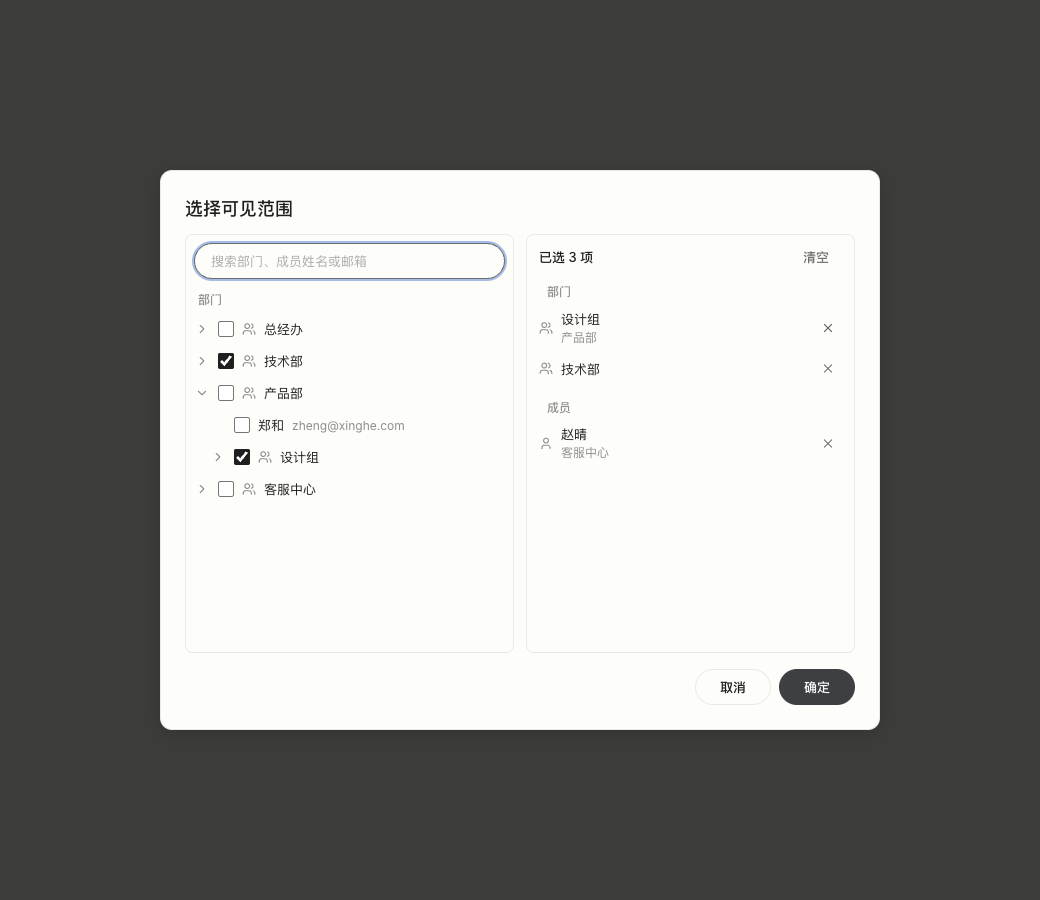 选择可见范围
搜索部门、成员姓名或邮箱
部门
总经办
技术部
产品部
郑和 zheng@xinghe.com
设计组
客服中心
已选 3 项 清空
部门
设计组
产品部
技术部
成员
赵晴
客服中心
取消 确定